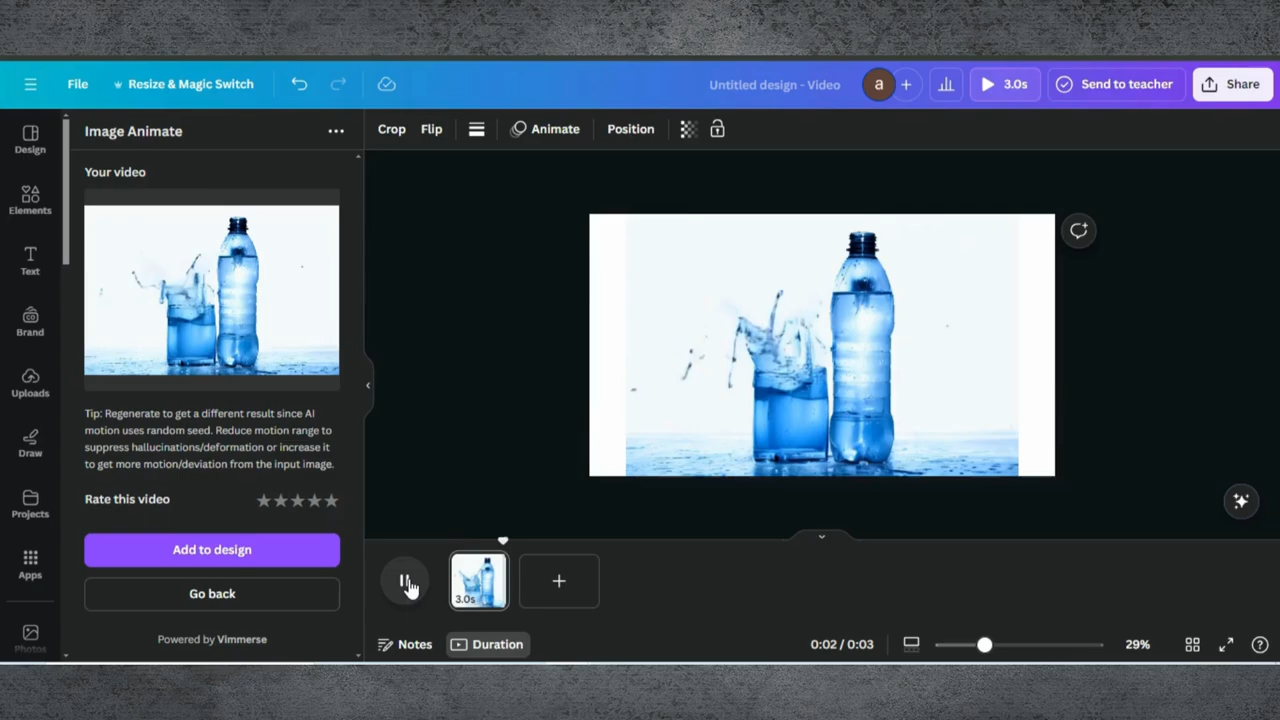 File
Resize & Magic Switch
Untitled design - Video
a
+
3.0s
Send to teacher
Share
Design
Elements
Text
Brand
Uploads
Draw
Projects
Apps
Photos
Image Animate
Your video
Tip: Regenerate to get a different result since AI
motion uses random seed. Reduce motion range to
suppress hallucinations/deformation or increase it
to get more motion/deviation from the input image.
Rate this video
Add to design
Go back
Powered by Vimmerse
Crop
Flip
Animate
Position
3.0s
Notes
Duration
0:02 / 0:03
29%